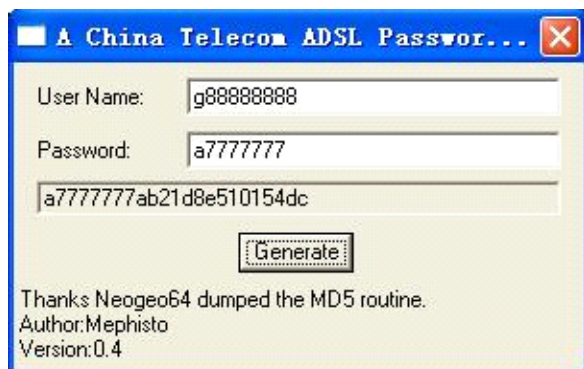 A China Telecom ADSL Passwor...
User Name: g88888888
Password: a7777777
a7777777ab21d8e510154dc
Generate
Thanks Neogeo64 dumped the MD5 routine.
Author:Mephisto
Version:0.4